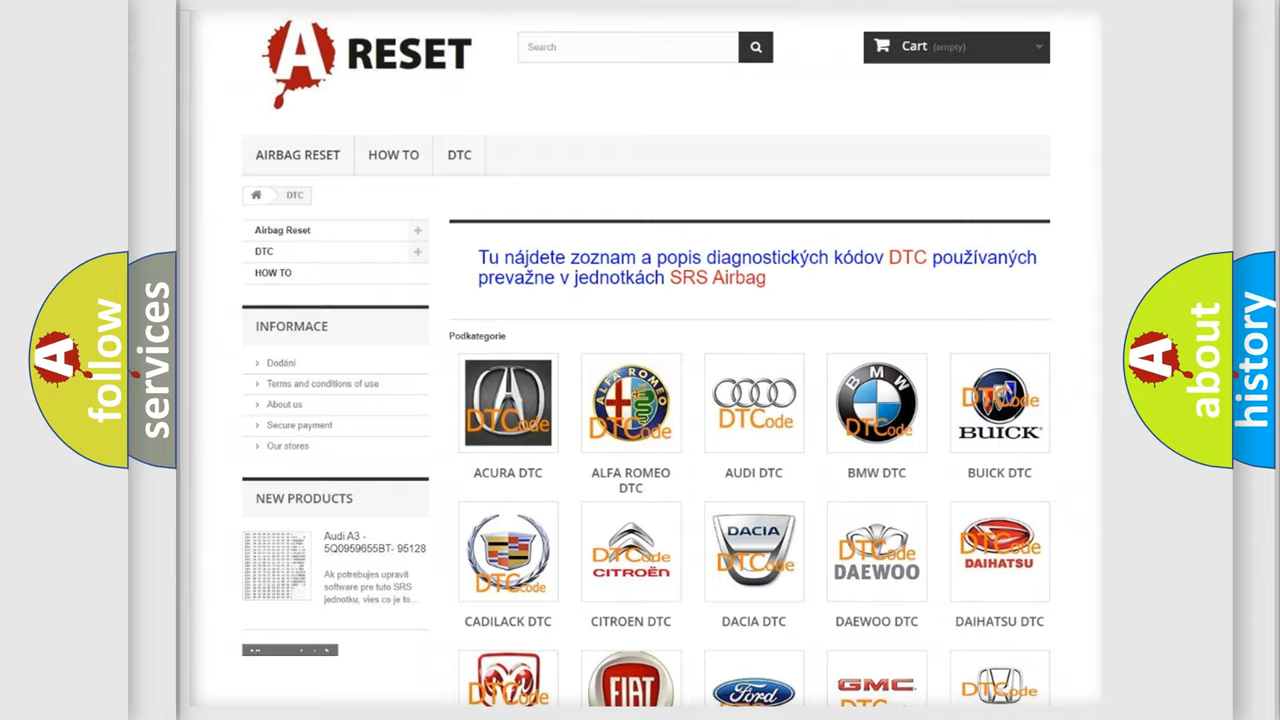 A RESET
Search
Cart (empty)
AIRBAG RESET
HOW TO
DTC
DTC
Airbag Reset
DTC
HOW TO
Tu nájdete zoznam a popis diagnostických kódov DTC používaných
prevažne v jednotkách SRS Airbag
INFORMACE
Dodání
Terms and conditions of use
About us
Secure payment
Our stores
NEW PRODUCTS
Audi A3 -
5Q0959655BT- 95128
Ak potrebujes upravit
software pre tuto SRS
jednotku, vies co je to...
Podkategorie
DTCode
ALFA ROMEO
DTCode
DTCode
BMW
DTCode
DTCode
BUICK
ACURA DTC
ALFA ROMEO
DTC
AUDI DTC
BMW DTC
BUICK DTC
DTCode
DTCode
CITROËN
DACIA
DTCode
DTCode
DAEWOO
DTCode
DAIHATSU
CADILACK DTC
CITROEN DTC
DACIA DTC
DAEWOO DTC
DAIHATSU DTC
DTCode
FIAT
Ford
GMC
DTCode
A follow
services
A about
history